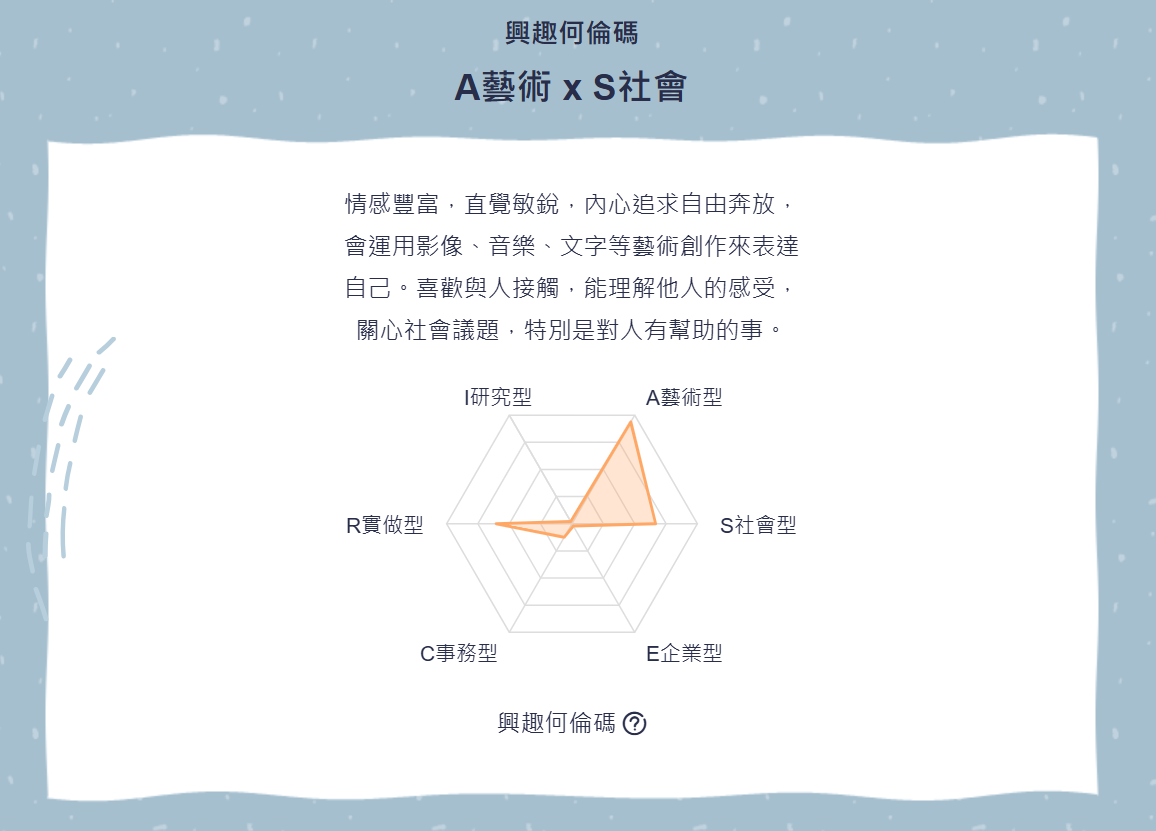 興趣何倫碼
A藝術 x S社會
情感豐富，直覺敏銳，內心追求自由奔放，
會運用影像、音樂、文字等藝術創作來表達
自己。喜歡與人接觸，能理解他人的感受，
關心社會議題，特別是對人有幫助的事。
I研究型
A藝術型
R實做型
S社會型
C事務型
E企業型
興趣何倫碼 ?